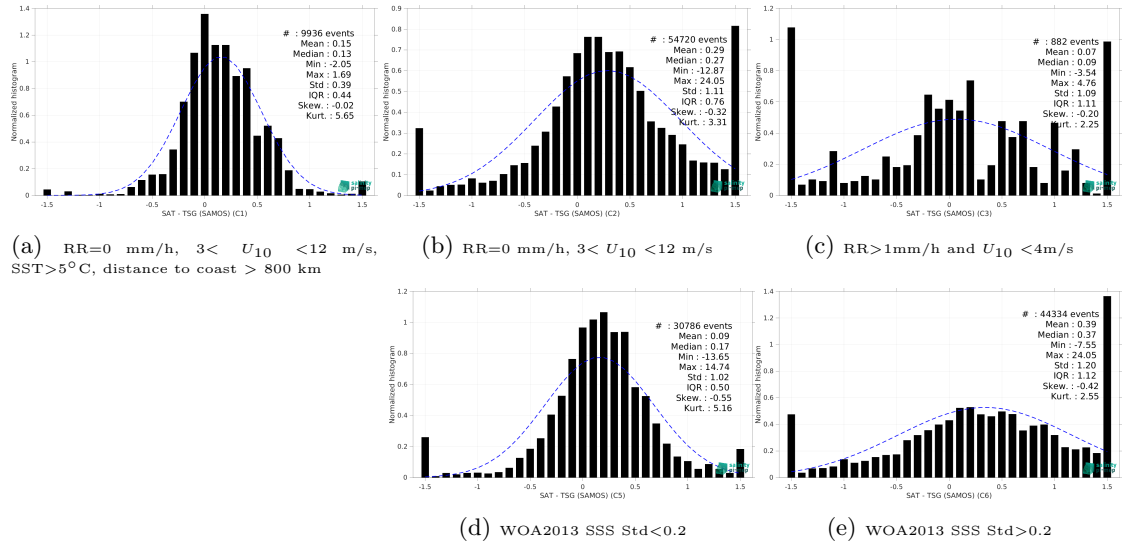 Normalized histogram
1.4
1.2
1
0.8
0.6
0.4
0.2
0
-1.5 -1 -0.5 0 0.5 1 1.5
SAT - TSG (SAMOS) (C1)
# : 9936 events
Mean : 0.15
Median : 0.13
Min : -2.05
Max : 1.69
Std : 0.39
IQR : 0.44
Skew. : -0.02
Kurt. : 5.65
(a) RR=0 mm/h, 3< U10 <12 m/s,
SST>5°C, distance to coast > 800 km
Normalized histogram
0.9
0.8
0.7
0.6
0.5
0.4
0.3
0.2
0.1
0
-1.5 -1 -0.5 0 0.5 1 1.5
SAT - TSG (SAMOS) (C2)
# : 54720 events
Mean : 0.29
Median : 0.27
Min : -12.87
Max : 24.05
Std : 1.11
IQR : 0.76
Skew. : -0.32
Kurt. : 3.31
(b) RR=0 mm/h, 3< U10 <12 m/s
Normalized histogram
1.2
1
0.8
0.6
0.4
0.2
0
-1.5 -1 -0.5 0 0.5 1 1.5
SAT - TSG (SAMOS) (C3)
# : 882 events
Mean : 0.07
Median : 0.09
Min : -3.54
Max : 4.76
Std : 1.09
IQR : 1.11
Skew. : -0.20
Kurt. : 2.25
(c) RR>1mm/h and U10 <4m/s
Normalized histogram
1.2
1
0.8
0.6
0.4
0.2
0
-1.5 -1 -0.5 0 0.5 1 1.5
SAT - TSG (SAMOS) (C5)
# : 30786 events
Mean : 0.09
Median : 0.17
Min : -13.65
Max : 14.74
Std : 1.02
IQR : 0.50
Skew. : -0.55
Kurt. : 5.16
(d) WOA2013 SSS Std<0.2
Normalized histogram
1.4
1.2
1
0.8
0.6
0.4
0.2
0
-1.5 -1 -0.5 0 0.5 1 1.5
SAT - TSG (SAMOS) (C6)
# : 44334 events
Mean : 0.39
Median : 0.37
Min : -7.55
Max : 24.05
Std : 1.20
IQR : 1.12
Skew. : -0.42
Kurt. : 2.55
(e) WOA2013 SSS Std>0.2